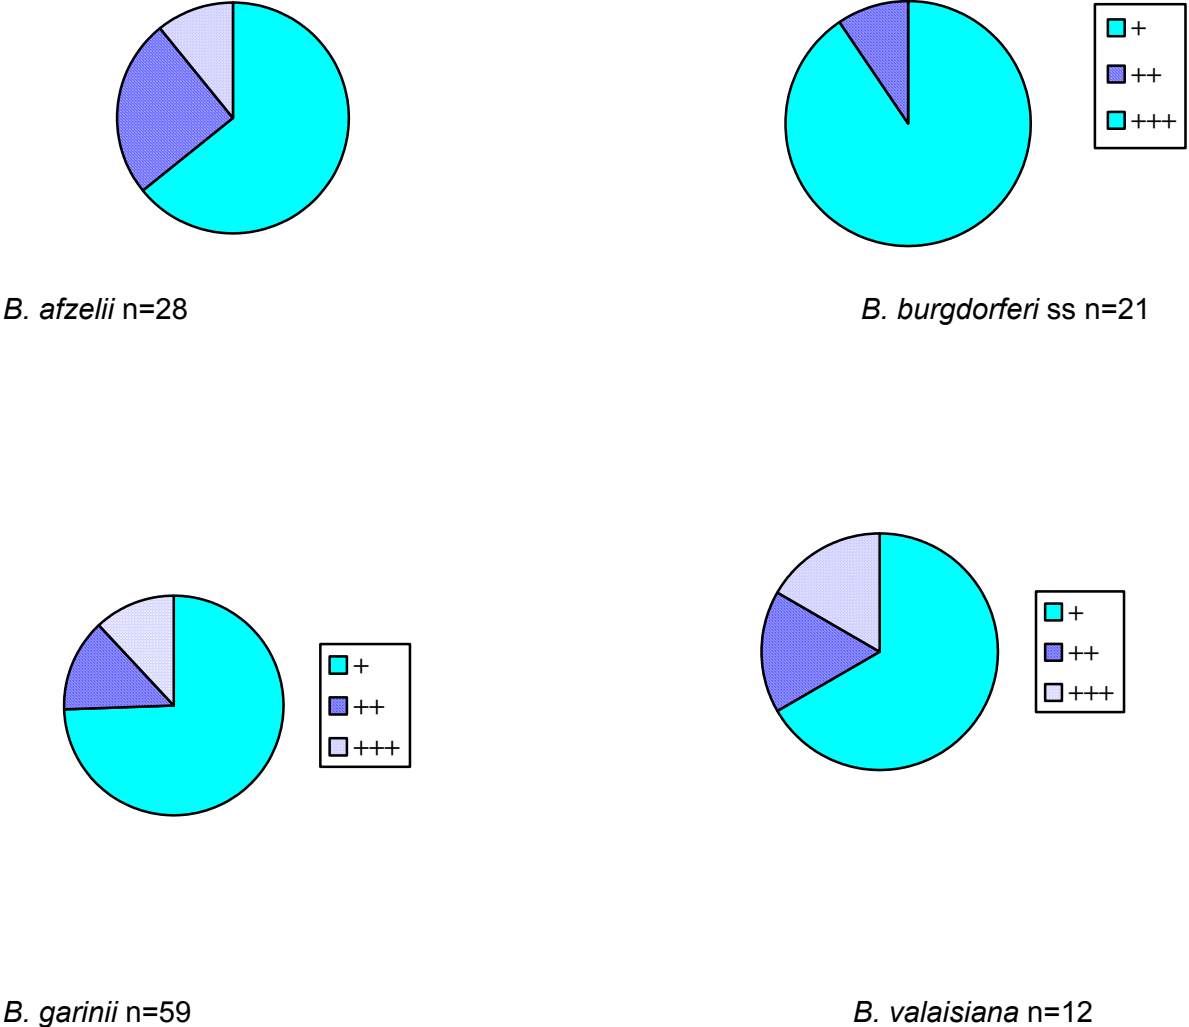 +
++
+++
B. afzelii n=28
B. burgdorferi ss n=21
+
++
+++
+
++
+++
B. garinii n=59
B. valaisiana n=12